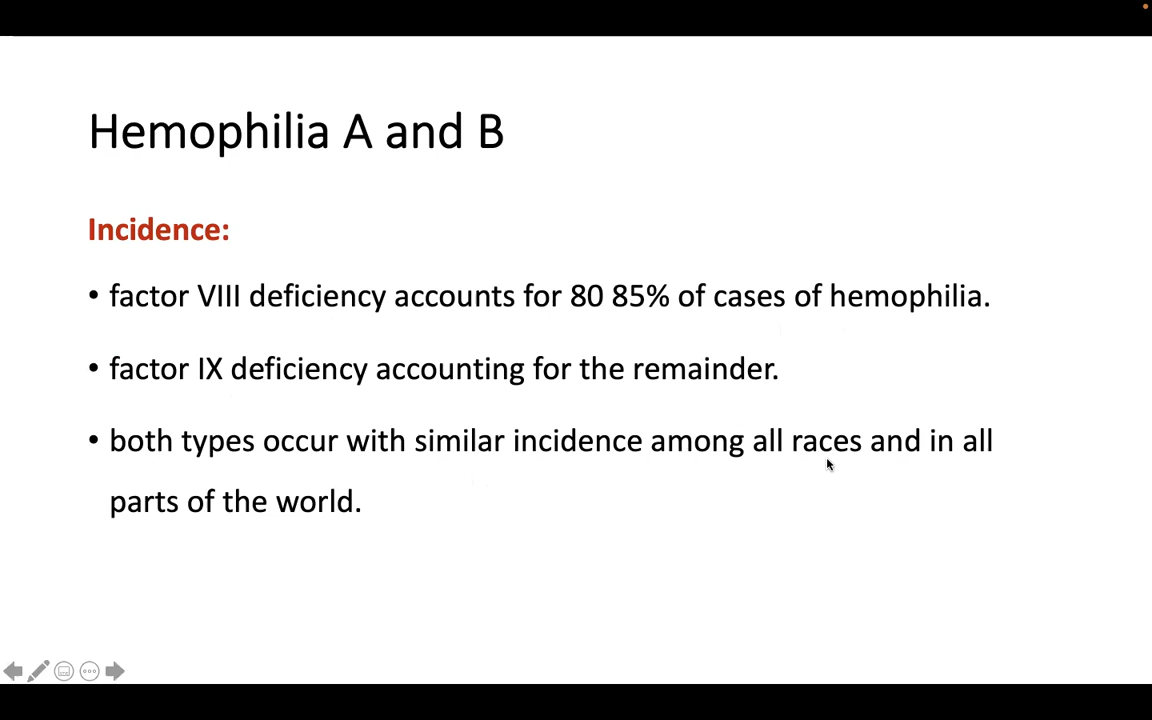 Hemophilia A and B
Incidence:
• factor VIII deficiency accounts for 80 85% of cases of hemophilia.
• factor IX deficiency accounting for the remainder.
• both types occur with similar incidence among all races and in all
parts of the world.